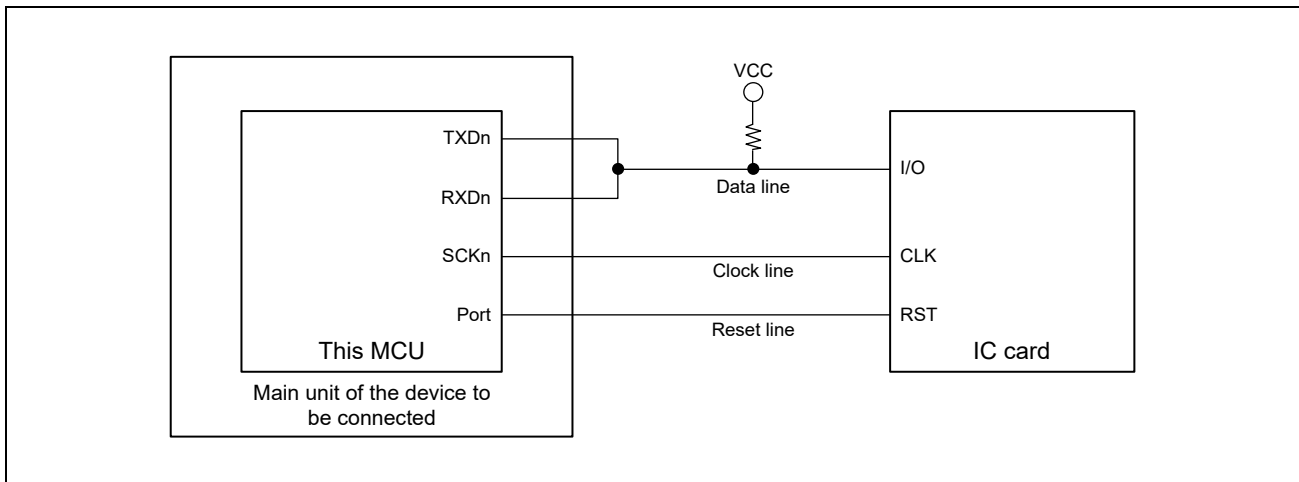 VCC
TXDn
RXDn
SCKn
Port
This MCU
Main unit of the device to
be connected
Data line
Clock line
Reset line
I/O
CLK
RST
IC card